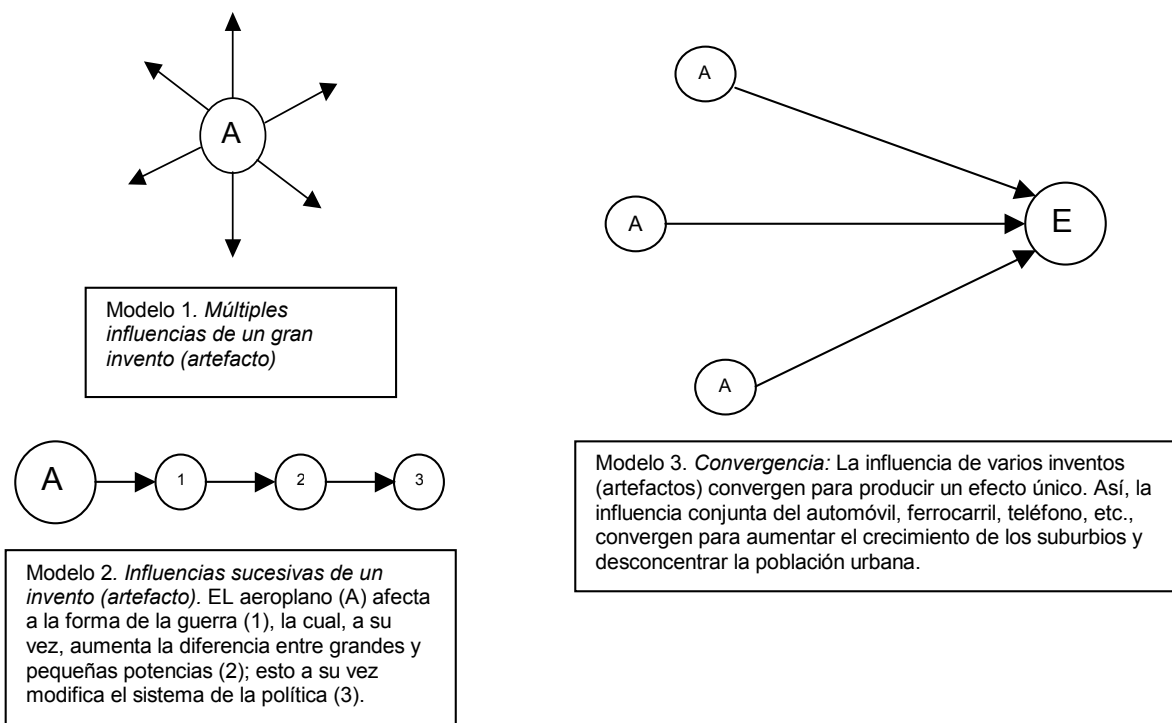 A
Modelo 1. Múltiples
influencias de un gran
invento (artefacto)
A
1
2
3
Modelo 2. Influencias sucesivas de un
invento (artefacto). EL aeroplano (A) afecta
a la forma de la guerra (1), la cual, a su
vez, aumenta la diferencia entre grandes y
pequeñas potencias (2); esto a su vez
modifica el sistema de la política (3).
A
A
A
E
Modelo 3. Convergencia: La influencia de varios inventos
(artefactos) convergen para producir un efecto único. Así, la
influencia conjunta del automóvil, ferrocarril, teléfono, etc.,
convergen para aumentar el crecimiento de los suburbios y
desconcentrar la población urbana.